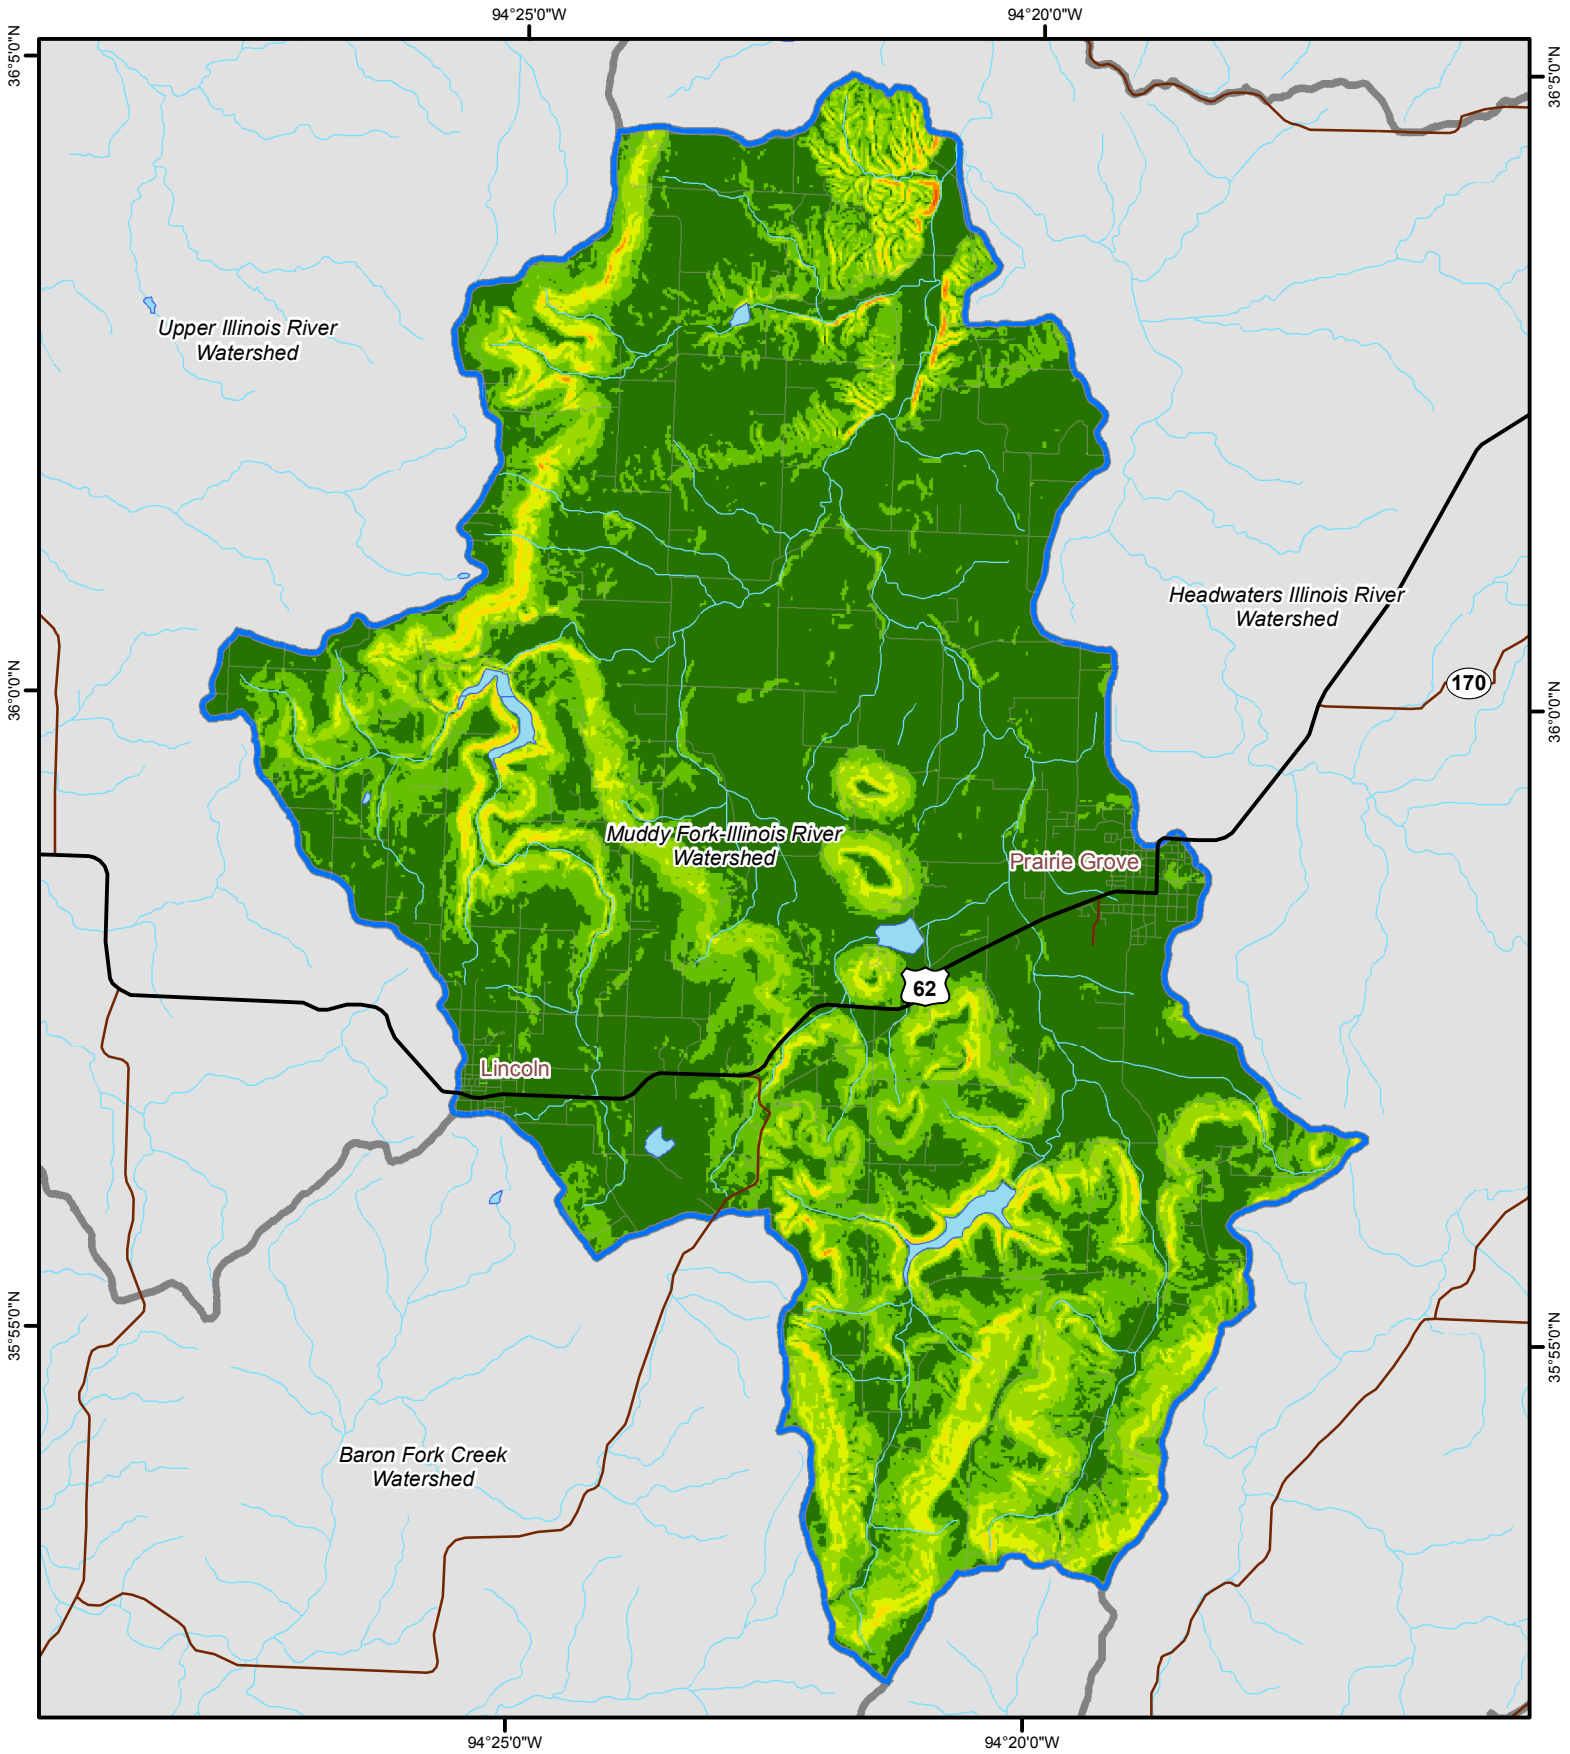 94°25'0"W
94°20'0"W
36°5'0"N
36°5'0"N
Upper Illinois River
Watershed
Headwaters Illinois River
Watershed
36°0'0"N
170
36°0'0"N
Muddy Fork-Illinois River
Watershed
Prairie Grove
62
Lincoln
35°55'0"N
35°55'0"N
Baron Fork Creek
Watershed
94°25'0"W
94°20'0"W